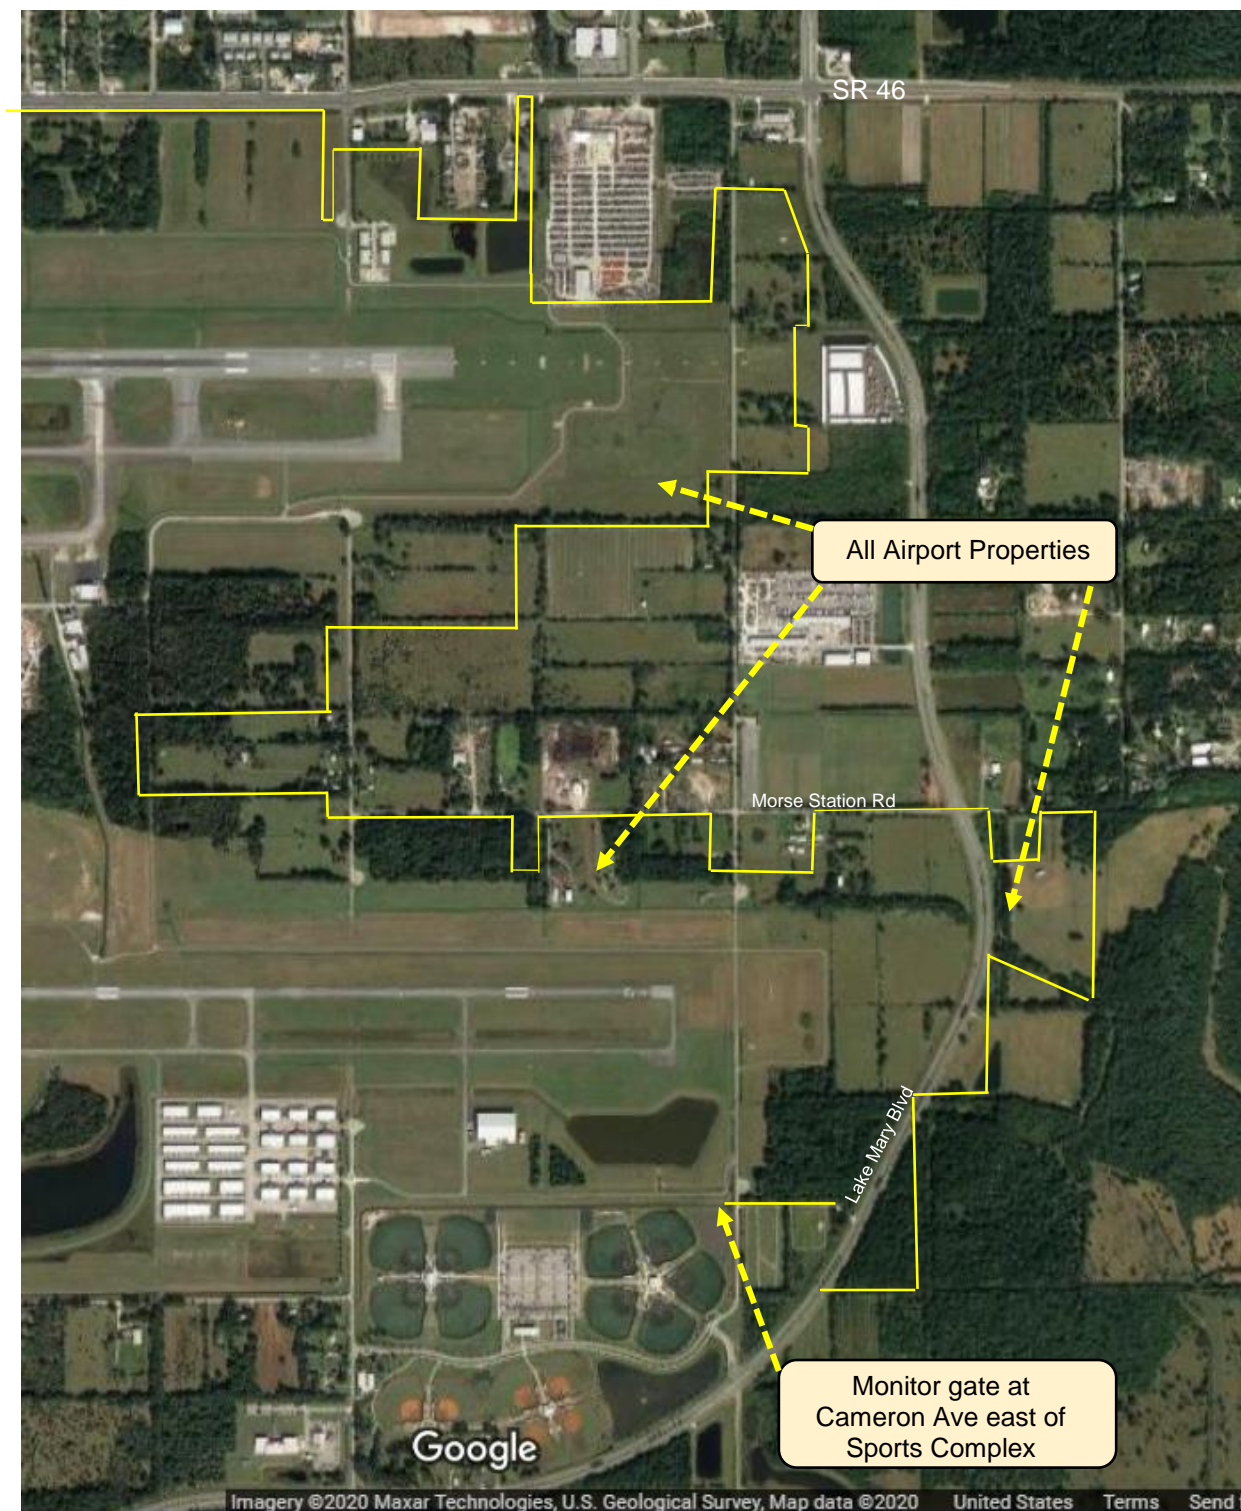 SR 46
All Airport Properties
Morse Station Rd
Lake Mary Blvd
Monitor gate at
Cameron Ave east of
Sports Complex
Google
Imagery ©2020 Maxar Technologies, U.S. Geological Survey, Map data ©2020 United States Terms Send